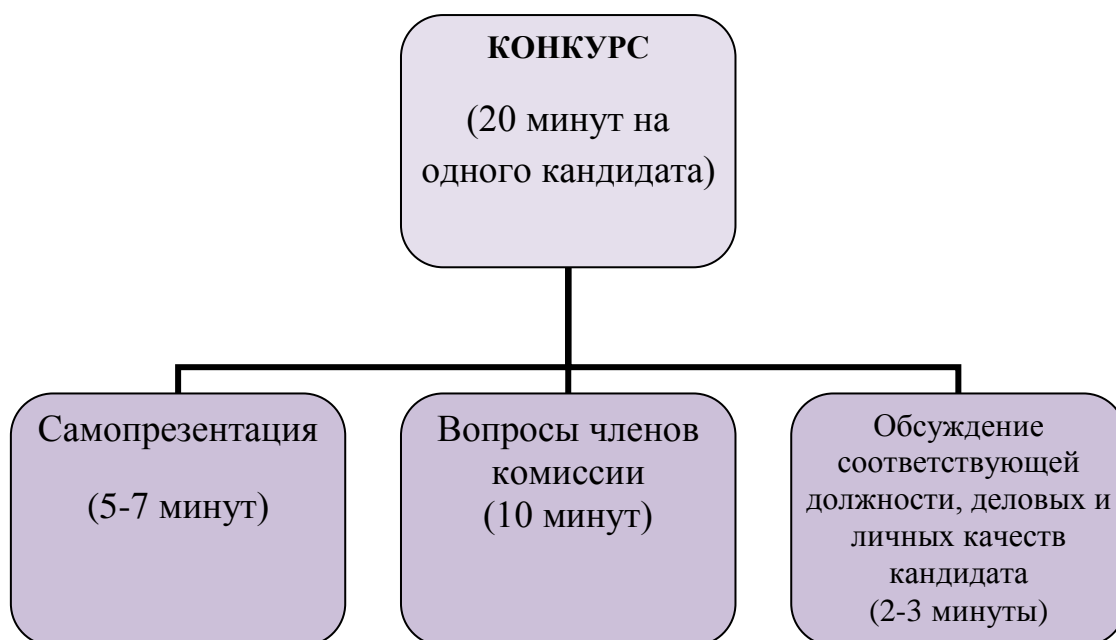 КОНКУРС
(20 минут на
одного кандидата)
Самопрезентация
(5-7 минут)
Вопросы членов
комиссии
(10 минут)
Обсуждение
соответствующей
должности, деловых и
личных качеств
кандидата
(2-3 минуты)